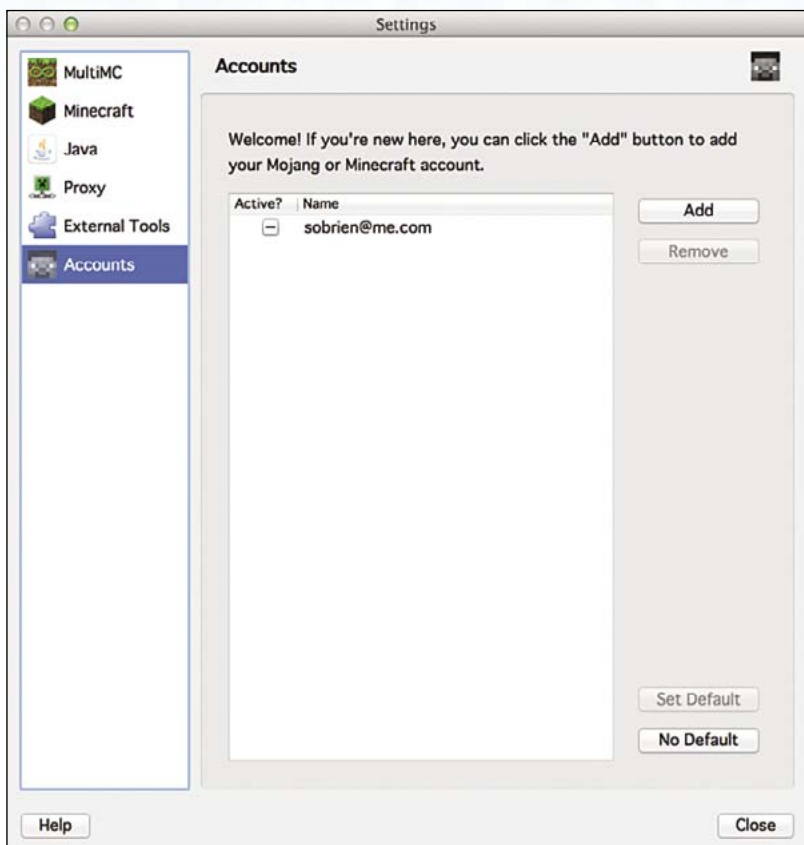 Settings
MultiMC
Minecraft
Java
Proxy
External Tools
Accounts
Accounts
Welcome! If you're new here, you can click the "Add" button to add
your Mojang or Minecraft account.
Active? Name
sobrien@me.com
Add
Remove
Set Default
No Default
Help
Close